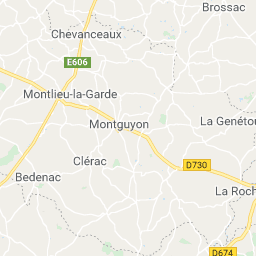 Brossac
Chevanceaux
E606
Montlieu-la-Garde
Montguyon
La Genétou
Clérac
D730
Bedenac
La Roch
D674